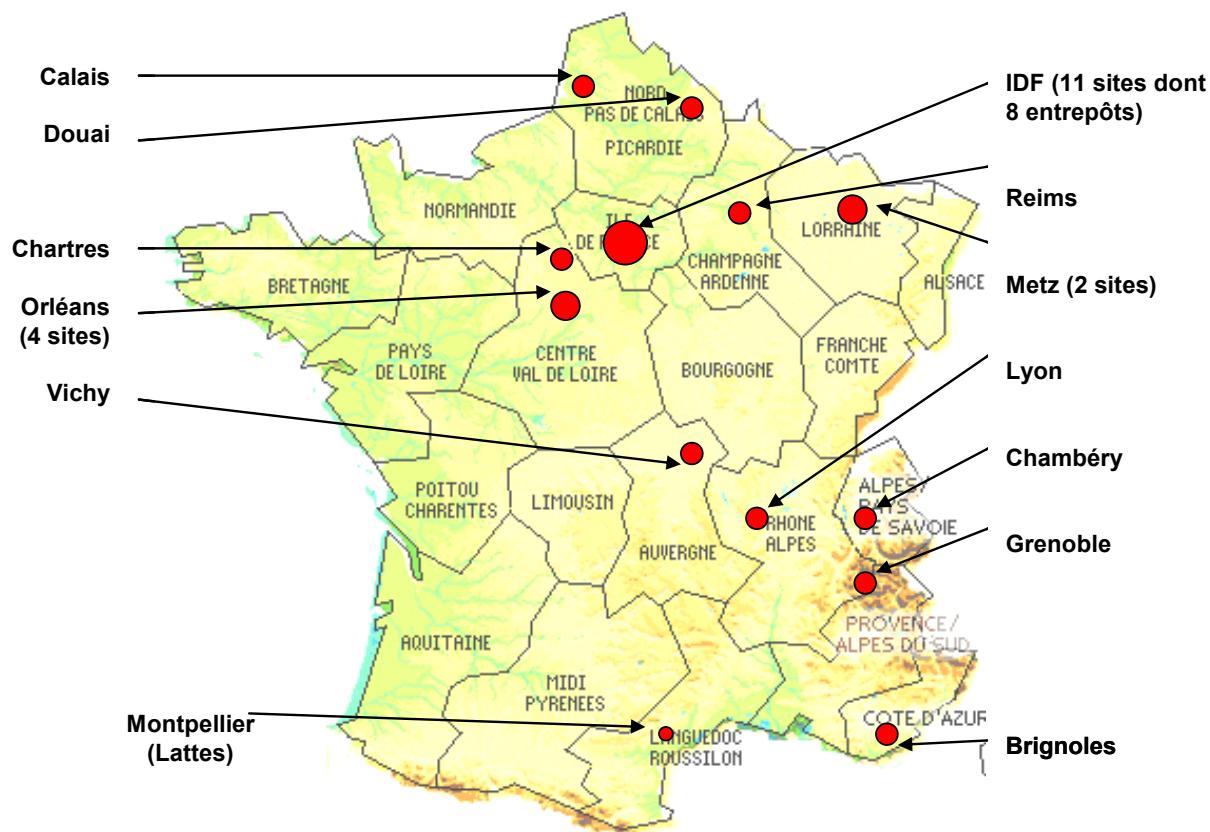 Calais
Douai
Chartres
Orléans
(4 sites)
Vichy
Montpellier
(Lattes)
NORD
PAS DE CALAIS
PICARDIE
NORMANDIE
ILE
DE FRANCE
CHAMPAGNE
ARDENNE
LORRAINE
ALSACE
BRETAGNE
PAYS
DE LOIRE
CENTRE
VAL DE LOIRE
BOURGOGNE
FRANCHE
COMTE
POITOU
CHARENTES
LIMOUSIN
AUVERGNE
RHONE
ALPES
ALPES/
PAYS
DE SAVOIE
PROVENCE/
ALPES DU SUD
AQUITAINE
MIDI
PYRENEES
LANGUEDOC
ROUSSILON
COTE D'AZUR
IDF (11 sites dont
8 entrepôts)
Reims
Metz (2 sites)
Lyon
Chambéry
Grenoble
Brignoles